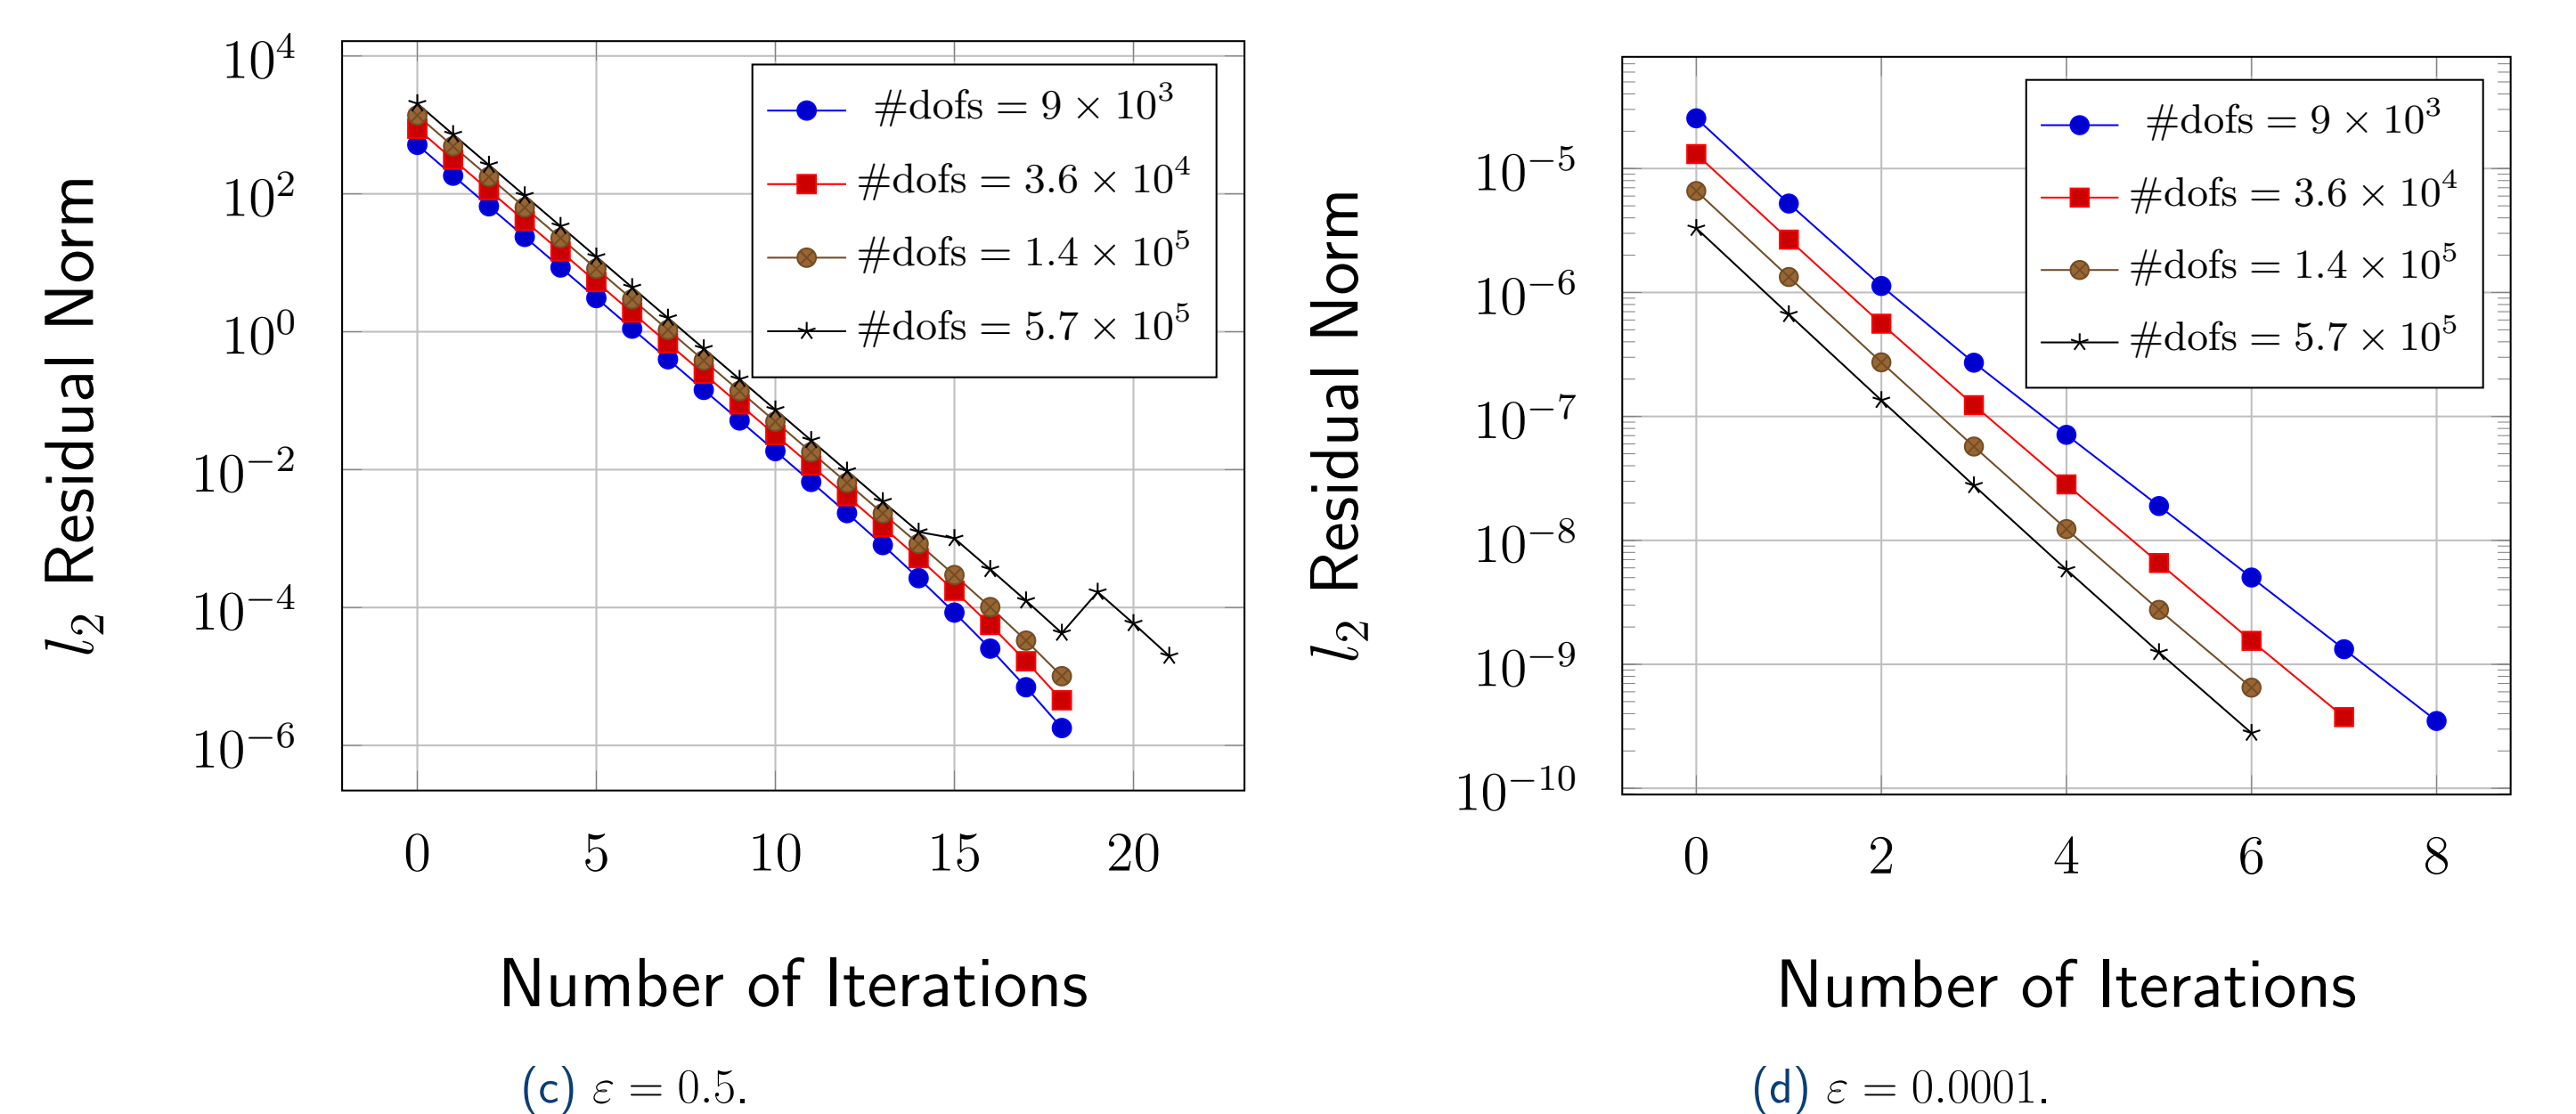 10^4
10^2
10^0
10^{-2}
10^{-4}
10^{-6}
l_2 Residual Norm
#dofs = 9 × 10^3
#dofs = 3.6 × 10^4
#dofs = 1.4 × 10^5
#dofs = 5.7 × 10^5
0 5 10 15 20
Number of Iterations
(c) ε = 0.5.
10^{-5}
10^{-6}
10^{-7}
10^{-8}
10^{-9}
10^{-10}
l_2 Residual Norm
#dofs = 9 × 10^3
#dofs = 3.6 × 10^4
#dofs = 1.4 × 10^5
#dofs = 5.7 × 10^5
0 2 4 6 8
Number of Iterations
(d) ε = 0.0001.